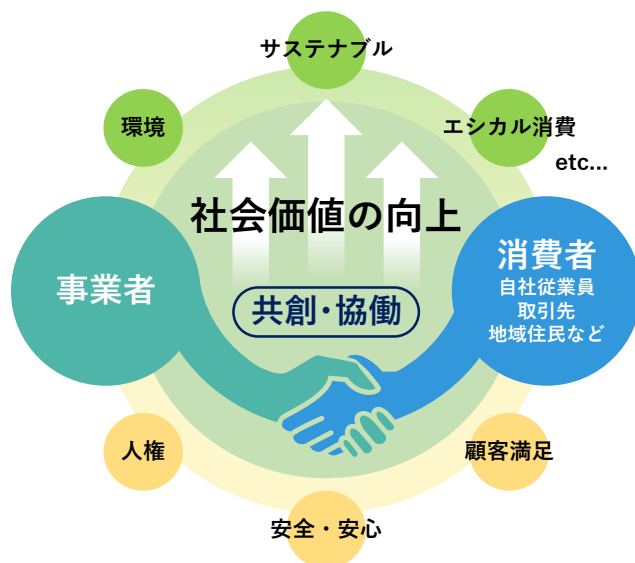 サステナブル
環境
エシカル消費
etc...
社会価値の向上
事業者
消費者
自社従業員
取引先
地域住民など
共創・協働
人権
顧客満足
安全・安心